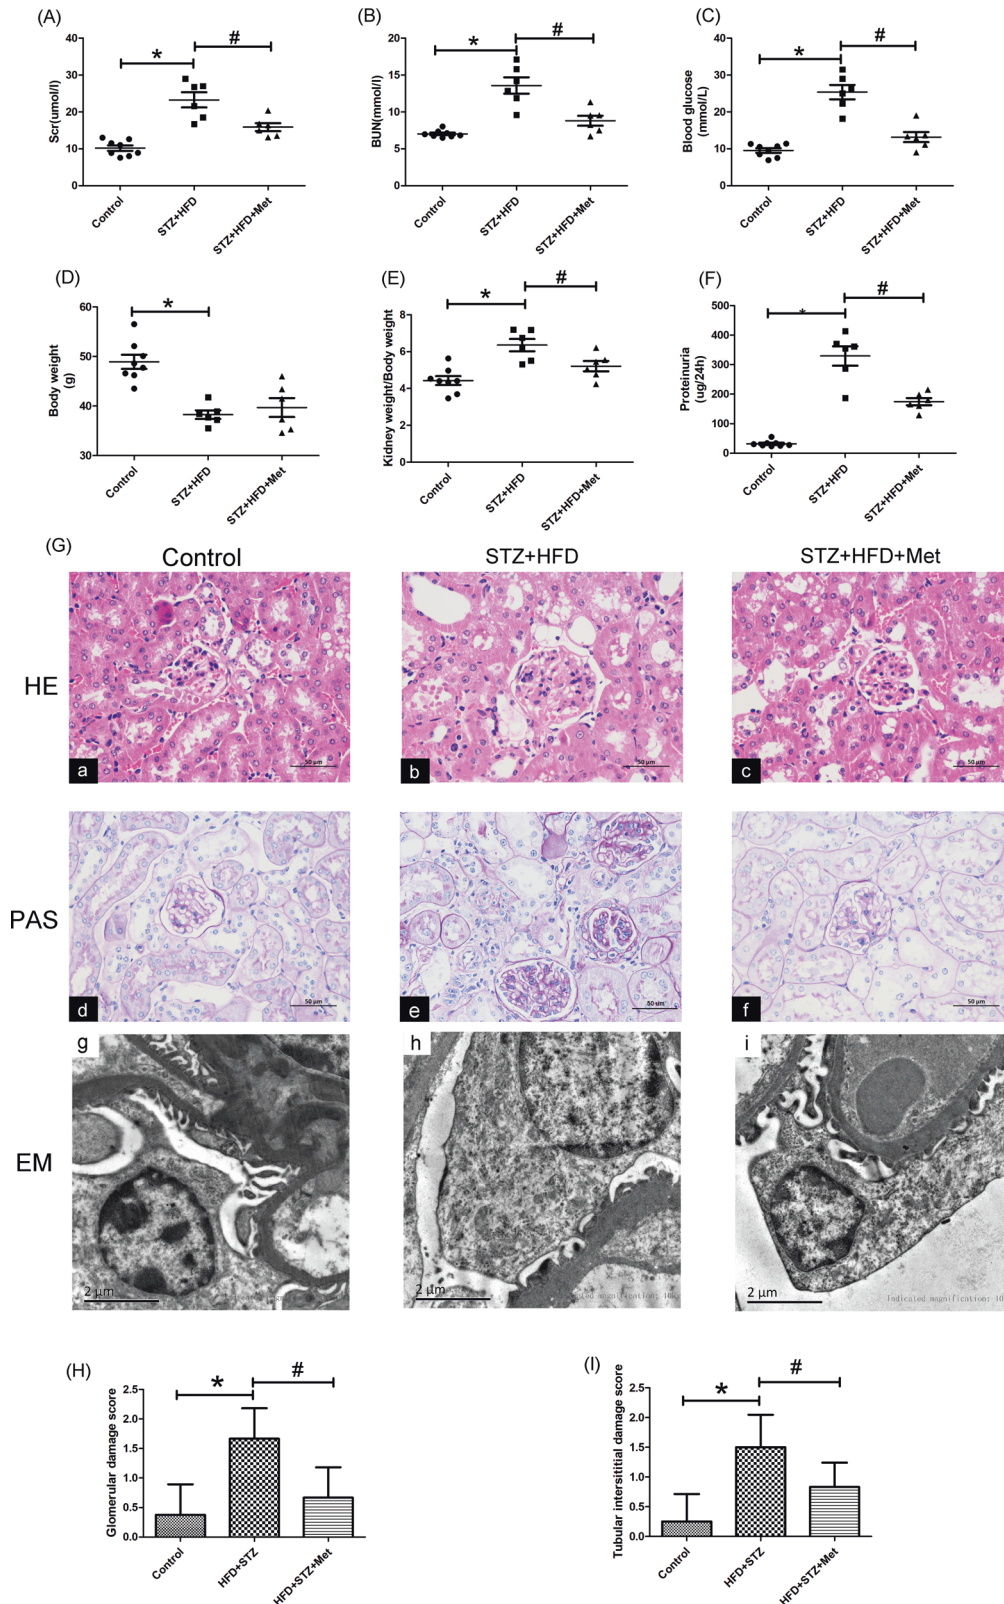 (A)
Scr(umol/l)
40
30
20
10
0
*
#
Control
STZ+HFD
STZ+HFD+Met
(B)
BUN(mmol/l)
20
15
10
5
0
*
#
Control
STZ+HFD
STZ+HFD+Met
(C)
Blood glucose
(mmol/L)
40
30
20
10
0
*
#
Control
STZ+HFD
STZ+HFD+Met
(D)
Body weight
(g)
60
50
40
30
*
Control
STZ+HFD
STZ+HFD+Met
(E)
Kidney weight/Body weight
8
6
4
2
0
*
#
Control
STZ+HFD
STZ+HFD+Met
(F)
Proteinuria
(ug/24h)
500
400
300
200
100
0
*
#
Control
STZ+HFD
STZ+HFD+Met
(G)
Control
STZ+HFD
STZ+HFD+Met
HE
a
50 μm
b
50 μm
c
50 μm
PAS
d
50 μm
e
50 um
f
50 μm
EM
g
2 μm
h
2 μm
magnification: 10
i
2 μm
Indicated magnification: 10
(H)
Glomerular damage score
2.5
2.0
1.5
1.0
0.5
0.0
*
#
Control
HFD+STZ
HFD+STZ+Met
(I)
Tubular intersititial damage score
2.5
2.0
1.5
1.0
0.5
0.0
*
#
Control
HFD+STZ
HFD+STZ+Met